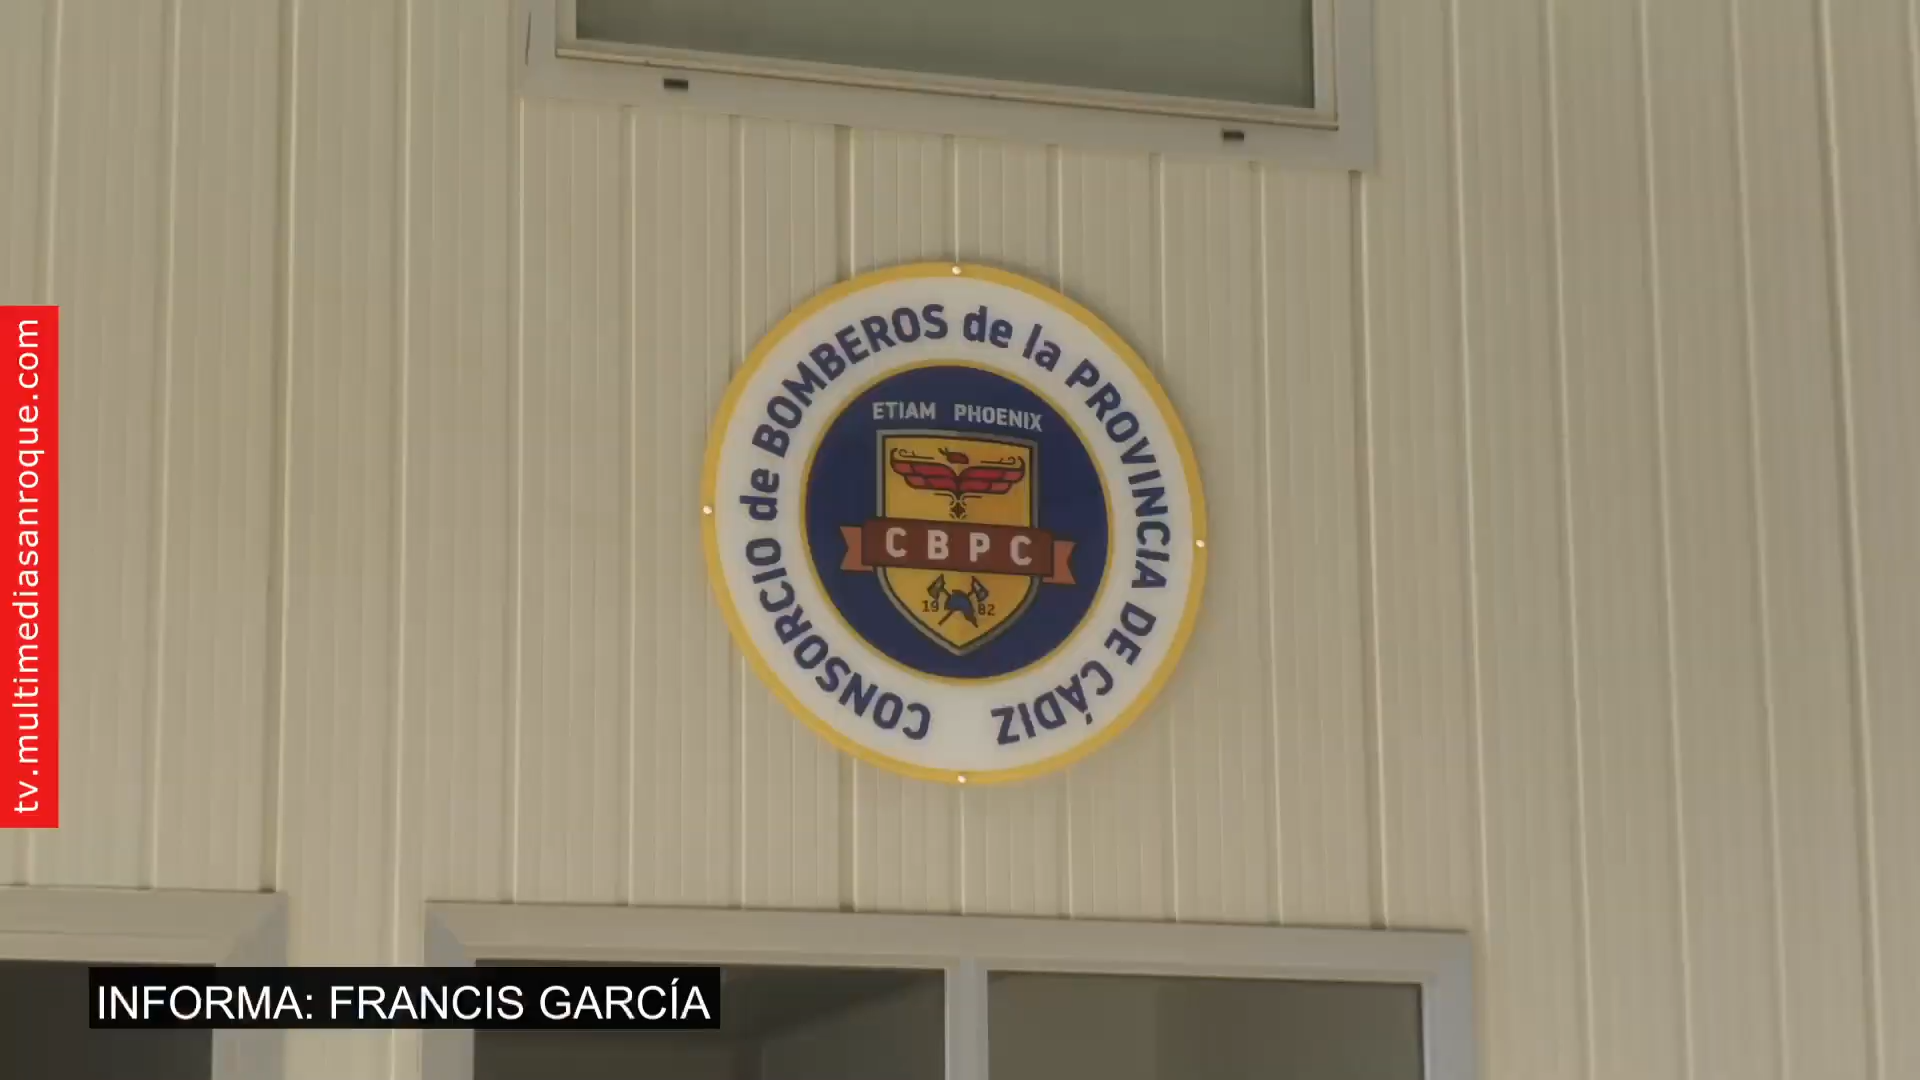 CONSORCIO de BOMBEROS de la PROVINCIA DE CÁDIZ
ETIAM PHOENIX
CBPC
19 82
tv.multimediasanroque.com
INFORMA: FRANCIS GARCÍA